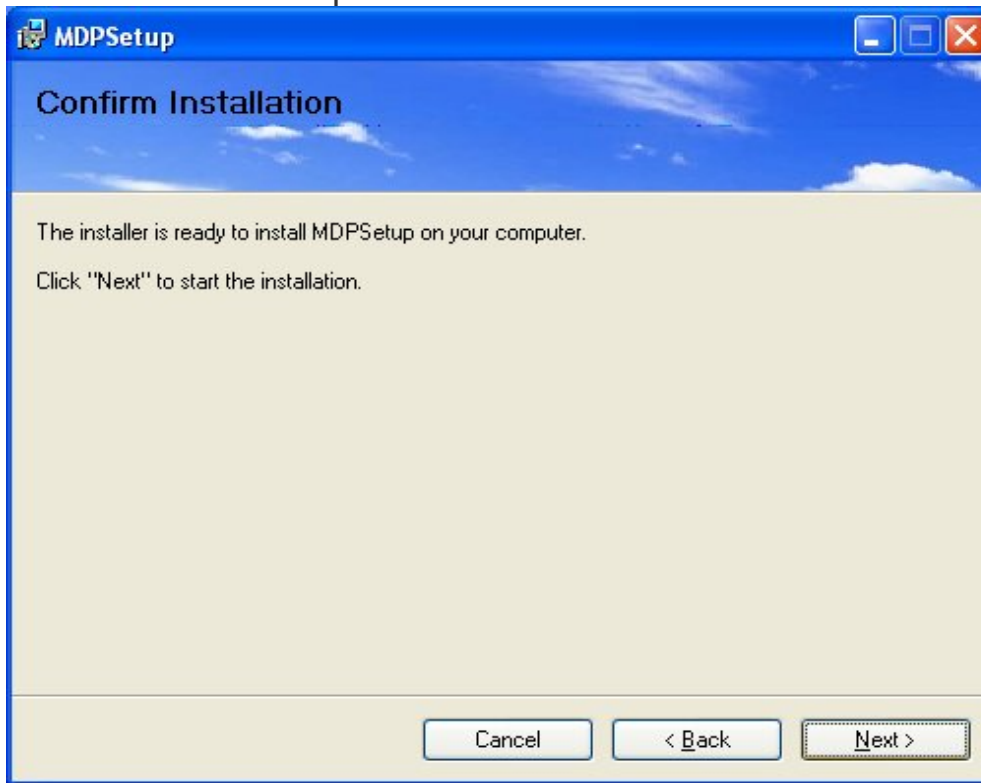 MDPSetup
Confirm Installation
The installer is ready to install MDPSetup on your computer.
Click "Next" to start the installation.
Cancel
< Back
Next >